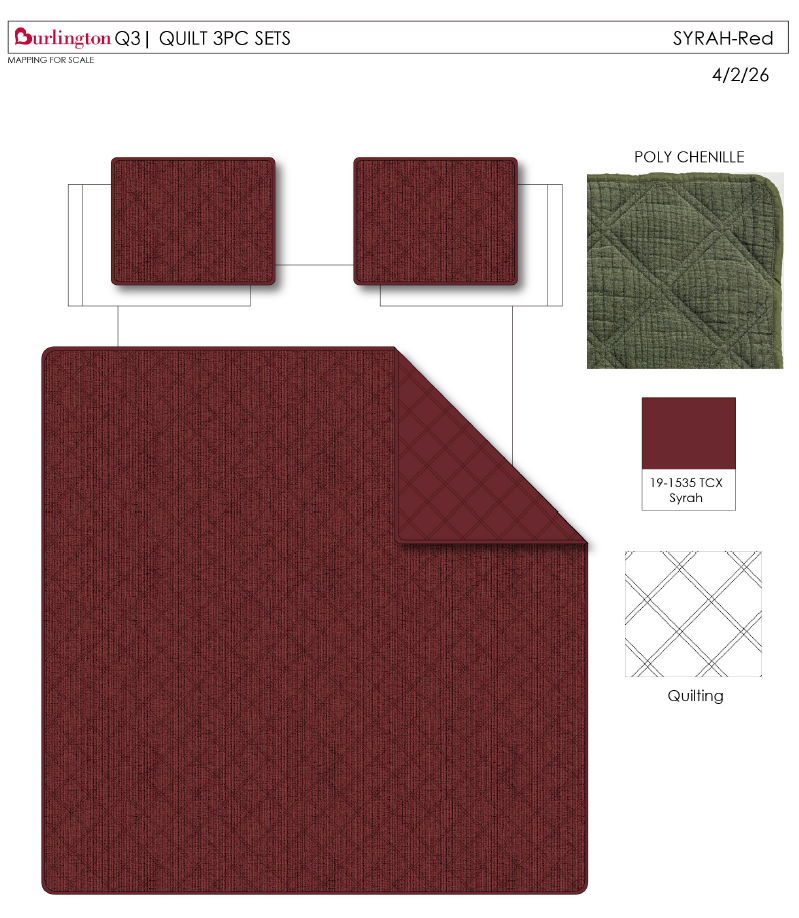 Burlington Q3| QUILT 3PC SETS SYRAH-Red
MAPPING FOR SCALE
4/2/26
POLY CHENILLE
19-1535 TCX
Syrah
Quilting